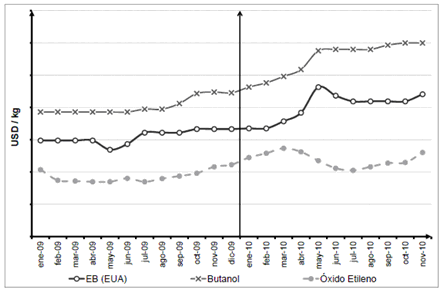 USD / kg
ene-09
feb-09
mar-09
abr-09
may-09
jun-09
jul-09
ago-09
sep-09
oct-09
nov-09
dic-09
ene-10
feb-10
mar-10
abr-10
may-10
jun-10
jul-10
ago-10
sep-10
oct-10
nov-10
EB (EUA) Butanol Óxido Etileno